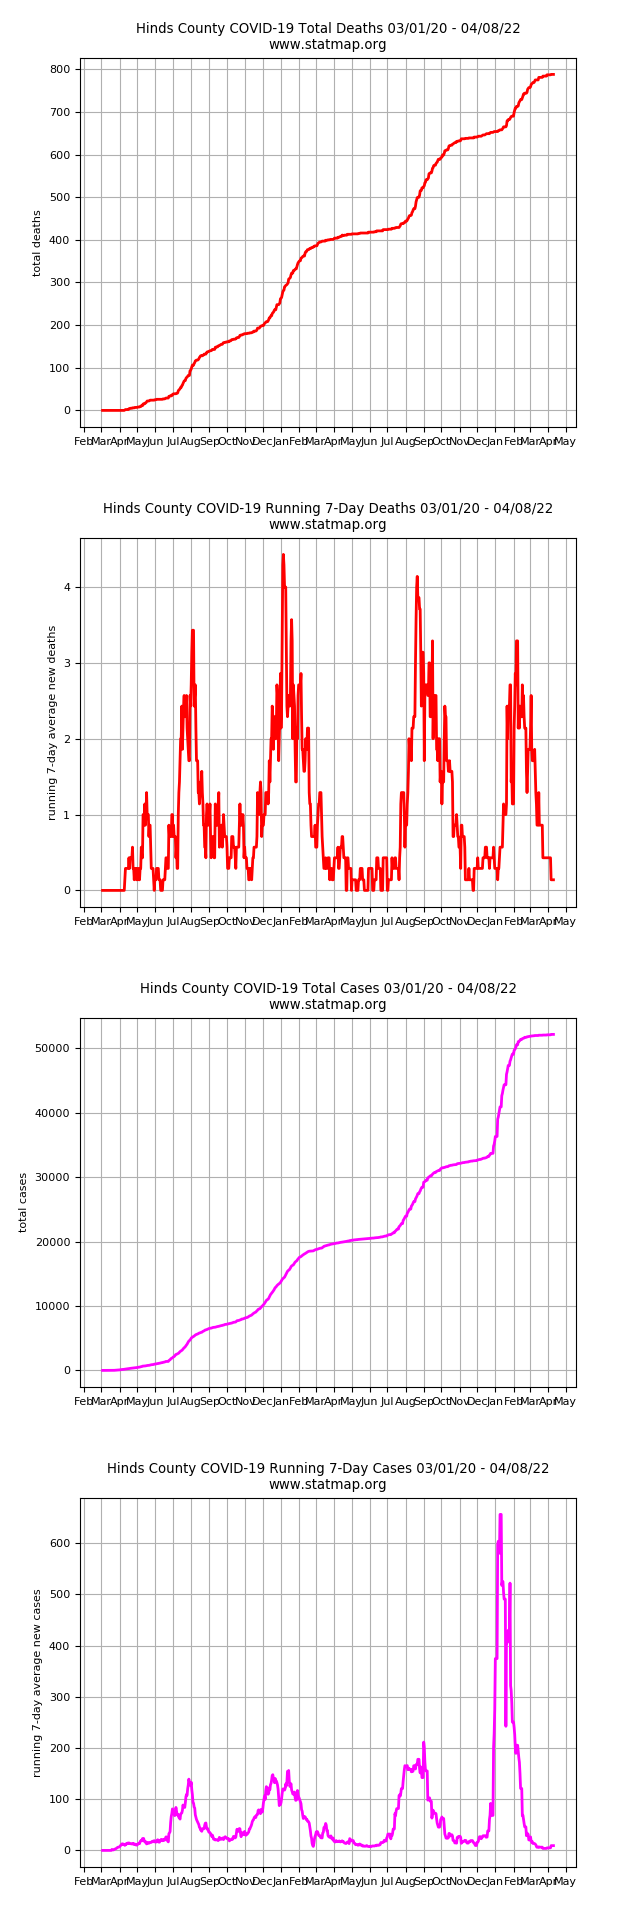 Hinds County COVID-19 Total Deaths 03/01/20 - 04/08/22
www.statmap.org
800
700
600
500
400
300
200
100
0
total deaths
Feb Mar Apr May Jun Jul Aug Sep Oct Nov Dec Jan Feb Mar Apr May Jun Jul Aug Sep Oct Nov Dec Jan Feb Mar Apr May
Hinds County COVID-19 Running 7-Day Deaths 03/01/20 - 04/08/22
www.statmap.org
4
3
2
1
0
running 7-day average new deaths
Feb Mar Apr May Jun Jul Aug Sep Oct Nov Dec Jan Feb Mar Apr May Jun Jul Aug Sep Oct Nov Dec Jan Feb Mar Apr May
Hinds County COVID-19 Total Cases 03/01/20 - 04/08/22
www.statmap.org
50000
40000
30000
20000
10000
0
total cases
Feb Mar Apr May Jun Jul Aug Sep Oct Nov Dec Jan Feb Mar Apr May Jun Jul Aug Sep Oct Nov Dec Jan Feb Mar Apr May
Hinds County COVID-19 Running 7-Day Cases 03/01/20 - 04/08/22
www.statmap.org
600
500
400
300
200
100
0
running 7-day average new cases
Feb Mar Apr May Jun Jul Aug Sep Oct Nov Dec Jan Feb Mar Apr May Jun Jul Aug Sep Oct Nov Dec Jan Feb Mar Apr May